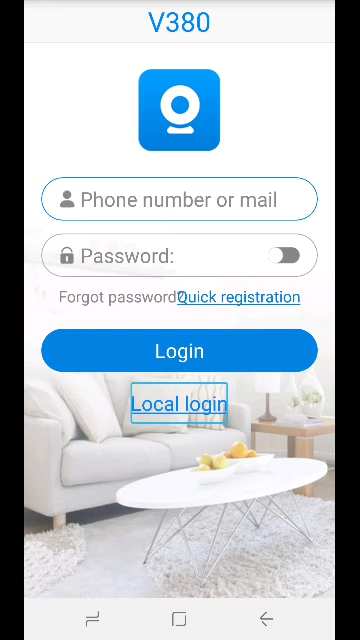 V380
Phone number or mail
Password:
Forgot password? Quick registration
Login
Local login